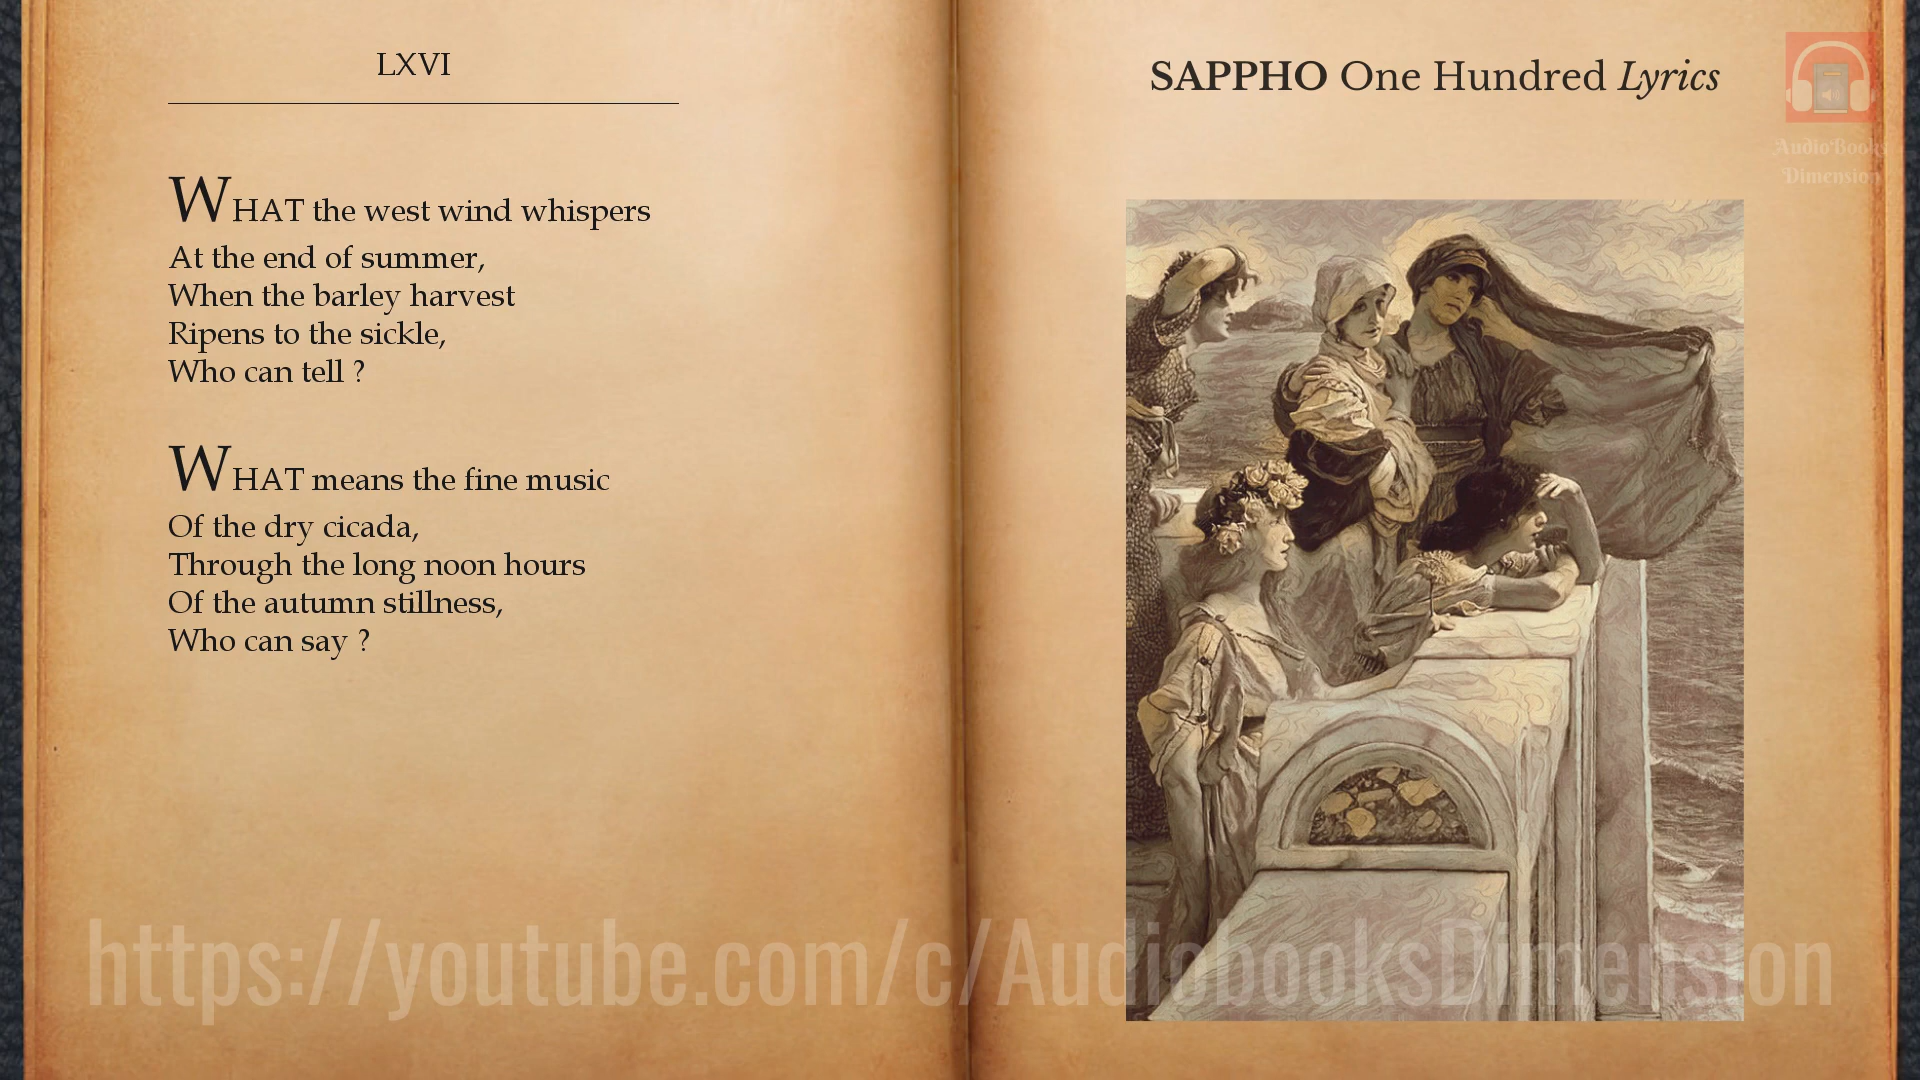 LXVI
WHAT the west wind whispers
At the end of summer,
When the barley harvest
Ripens to the sickle,
Who can tell ?
WHAT means the fine music
Of the dry cicada,
Through the long noon hours
Of the autumn stillness,
Who can say ?
SAPPHO One Hundred Lyrics
AudioBooks
Dimension
https://youtube.com/c/AudiobooksDimension